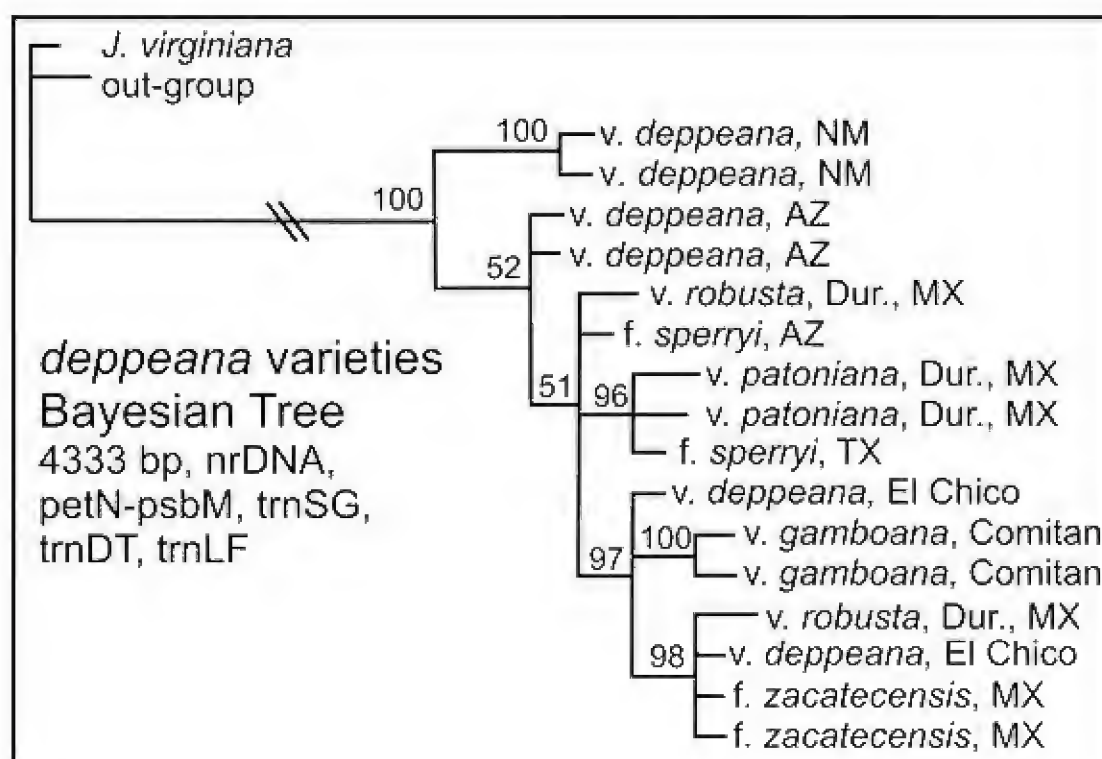 J. virginiana
out-group
100
v. deppeana, NM
v. deppeana, NM
100
v. deppeana, AZ
52
v. deppeana, AZ
v. robusta, Dur., MX
f. sperryi, AZ
deppeana varieties
Bayesian Tree
4333 bp, nrDNA,
petN-psbM, trnSG,
trnDT, trnLF
51
96
v. patoniana, Dur., MX
v. patoniana, Dur., MX
f. sperryi, TX
v. deppeana, El Chico
97
100
v. gamboana, Comitan
v. gamboana, Comitan
v. robusta, Dur., MX
98
v. deppeana, El Chico
f. zacatecensis, MX
f. zacatecensis, MX